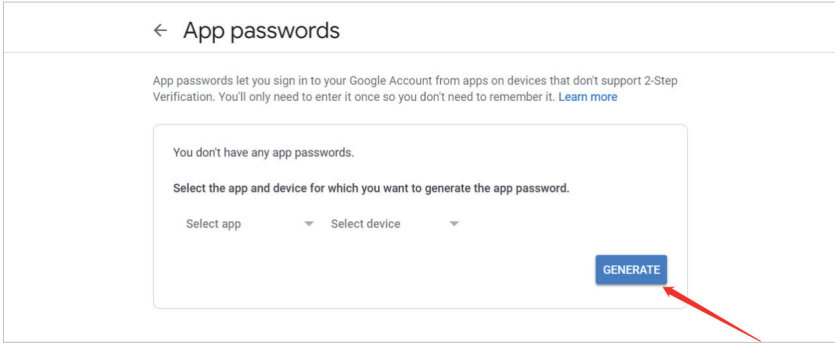 App passwords
App passwords let you sign in to your Google Account from apps on devices that don't support 2-Step
Verification. You'll only need to enter it once so you don't need to remember it. Learn more
You don't have any app passwords.
Select the app and device for which you want to generate the app password.
Select app Select device
GENERATE